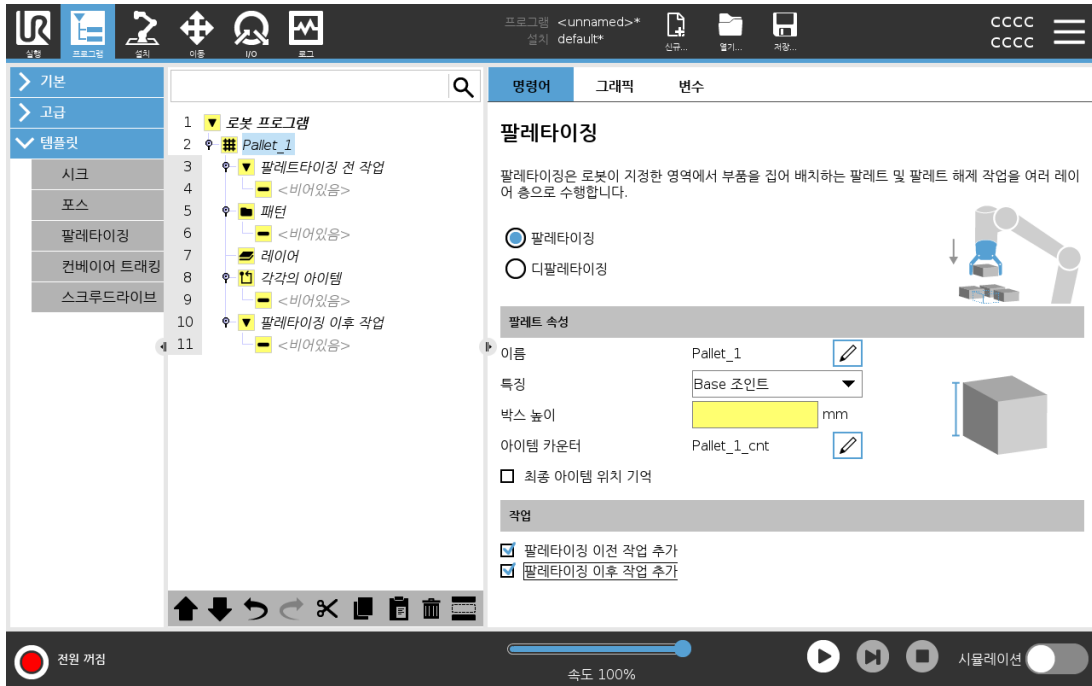 UR
실행
프로그램
설치
이동
I/O
로그
프로그램 <unnamed>*
설치 default*
신규...
열기...
저장...
CCCC
CCCC
기본
고급
템플릿
시크
포스
팔레타이징
컨베이어 트래킹
스크루드라이브
1 로봇 프로그램
2 Pallet_1
3 팔레트타이징 전 작업
4 <비어있음>
5 패턴
6 <비어있음>
7 레이어
8 각각의 아이템
9 <비어있음>
10 팔레타이징 이후 작업
11 <비어있음>
명령어 그래픽 변수
팔레타이징
팔레타이징은 로봇이 지정한 영역에서 부품을 집어 배치하는 팔레트 및 팔레트 해제 작업을 여러 레이
어 층으로 수행합니다.
팔레타이징
디팔레타이징
팔레트 속성
이름 Pallet_1
특징 Base 조인트
박스 높이 mm
아이템 카운터 Pallet_1_cnt
최종 아이템 위치 기억
작업
팔레타이징 이전 작업 추가
팔레타이징 이후 작업 추가
전원 꺼짐
속도 100%
시뮬레이션